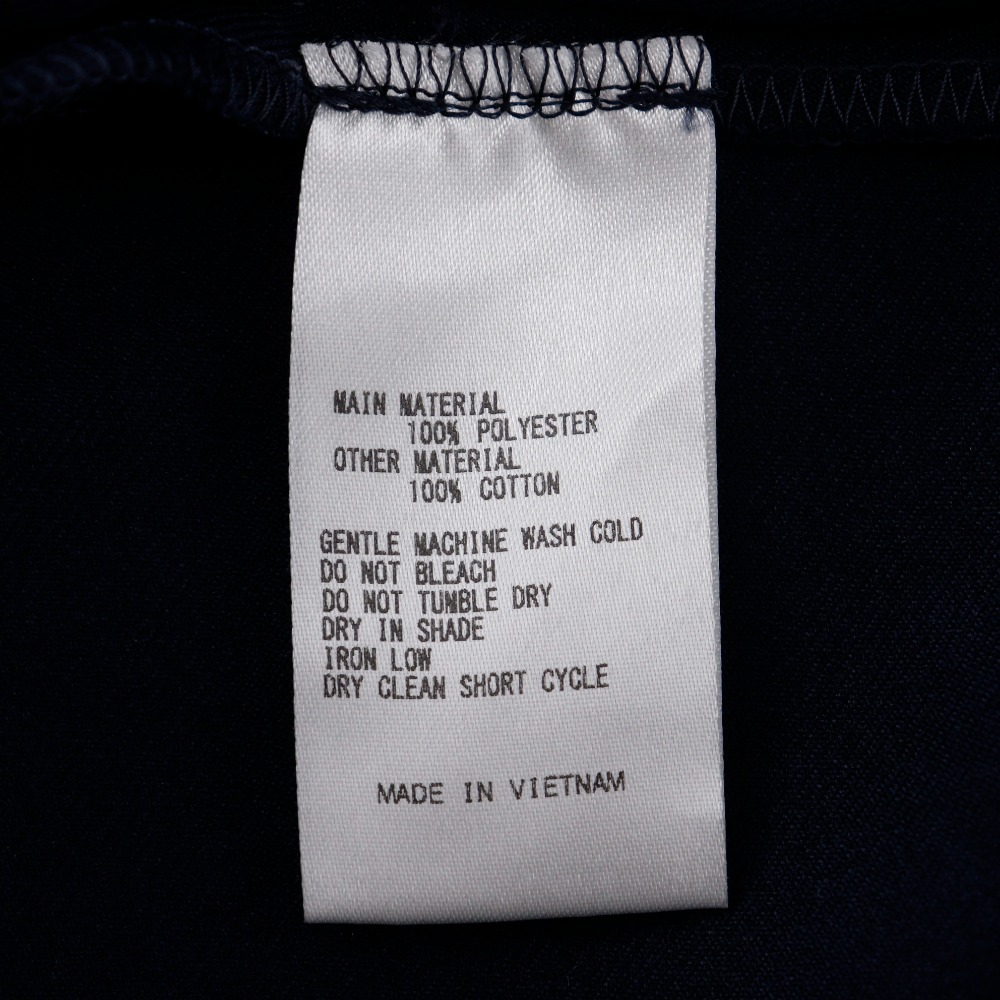 MAIN MATERIAL
100% POLYESTER
OTHER MATERIAL
100% COTTON
GENTLE MACHINE WASH COLD
DO NOT BLEACH
DO NOT TUMBLE DRY
DRY IN SHADE
IRON LOW
DRY CLEAN SHORT CYCLE
MADE IN VIETNAM